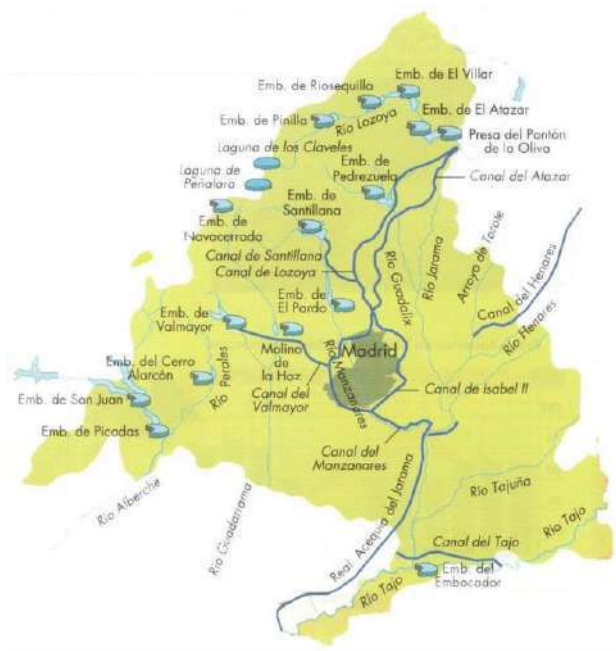 Emb. de El Villar
Emb. de Riosequillo
Emb. de El Atazar
Emb. de Pinilla
Río Lozoya
Presa del Pontón
de la Oliva
Laguna de los Claveles
Laguna de
Peñalara
Emb. de
Pedrezuela
Canal del Atazar
Emb. de
Santillana
Emb. de
Navacerrada
Canal de Santillana
Canal de Lozoya
Río Guadalix
Río Jarama
Arroyo de Torote
Canal del Henares
Río Henares
Emb. de
El Pardo
Emb. de
Valmayor
Molino
de la
la Hoz
Río Manzanares
Madrid
Emb. del Cerro
Alarcón
Río Perales
Canal del
Valmayor
Canal de isabel II
Emb. de San Juan
Emb. de Picadas
Canal del
Manzanares
Río Alberche
Río Guadarrama
Real Acequia del Jarama
Río Tajuña
Río Tajo
Canal del Tajo
Emb. del
Embocador
Río Tajo